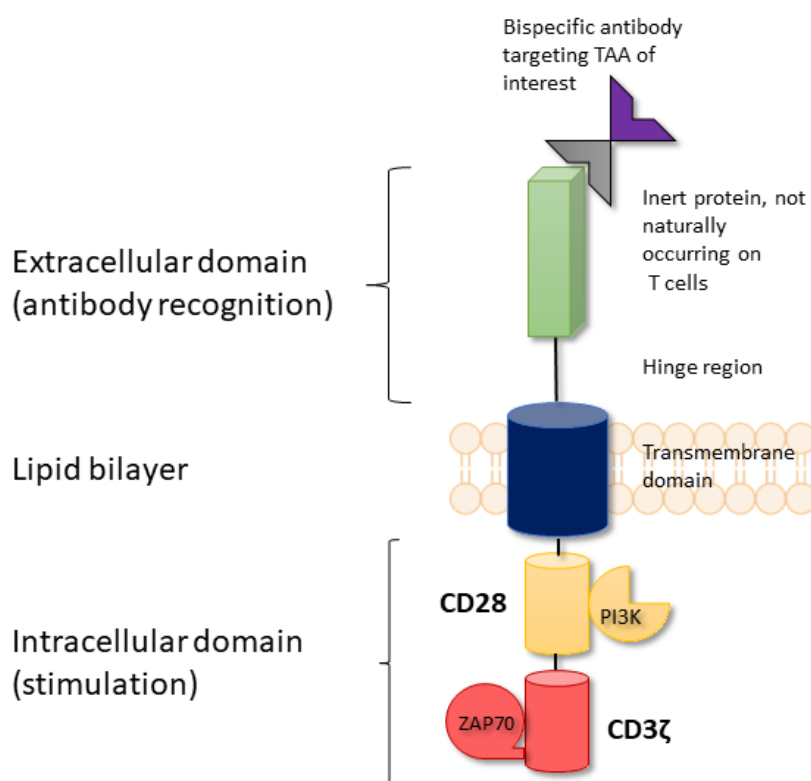 Bispecific antibody
targeting TAA of
interest
Inert protein, not
naturally
occurring on
T cells
Extracellular domain
(antibody recognition)
Hinge region
Lipid bilayer
Transmembrane
domain
CD28
PI3K
Intracellular domain
(stimulation)
ZAP70
CD3ζ